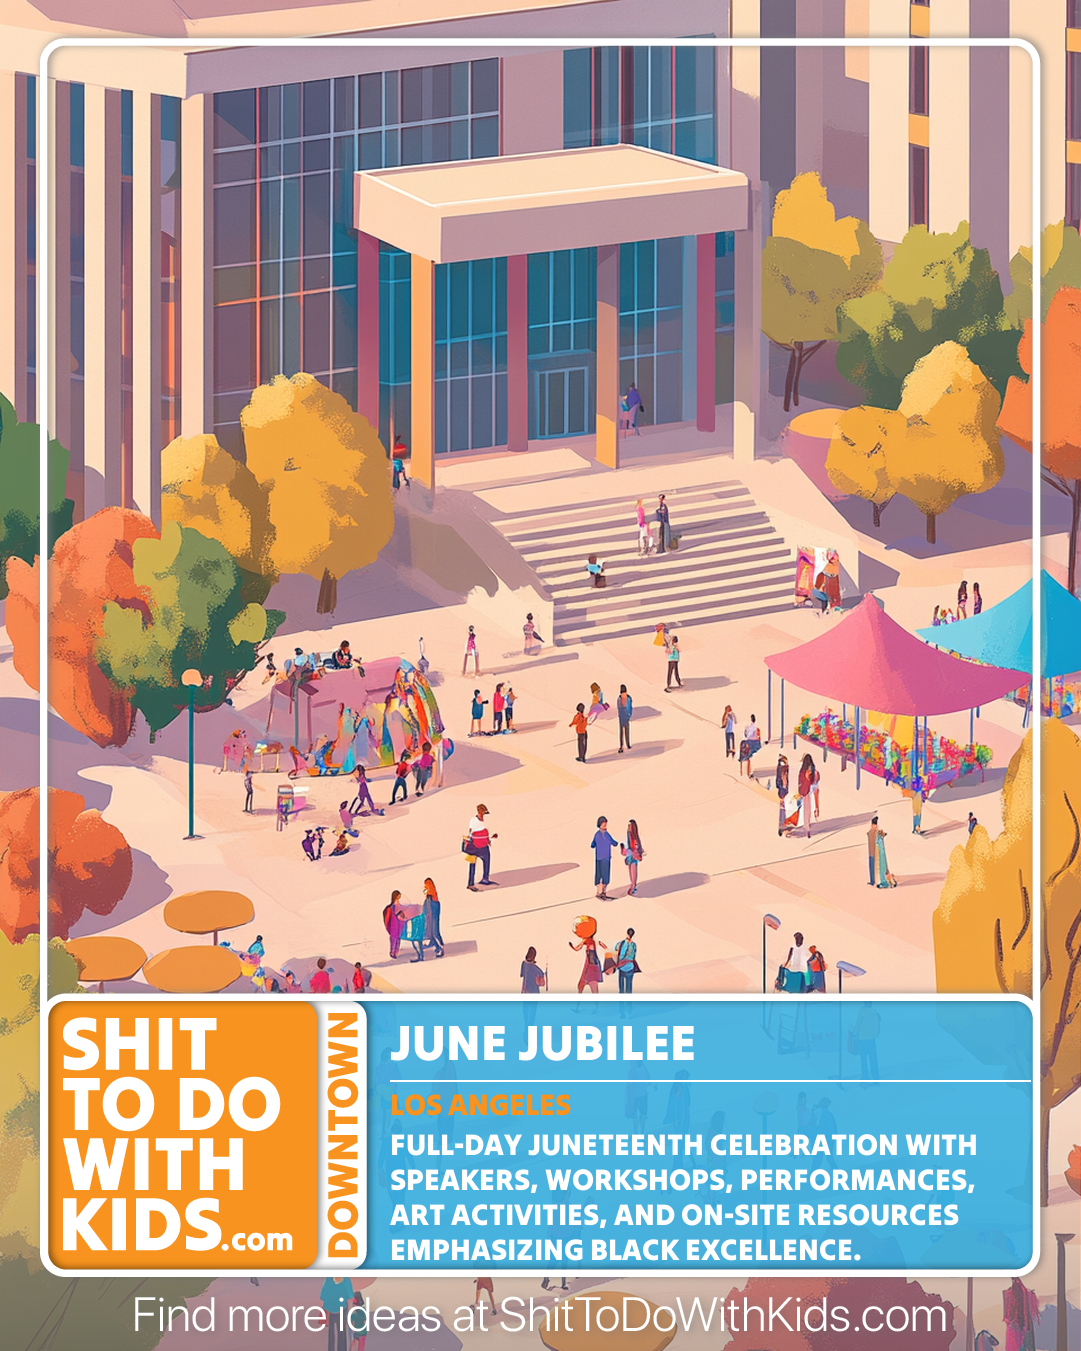 SHIT
TO DO
WITH
KIDS.com
DOWNTOWN
JUNE JUBILEE
LOS ANGELES
FULL-DAY JUNETEENTH CELEBRATION WITH
SPEAKERS, WORKSHOPS, PERFORMANCES,
ART ACTIVITIES, AND ON-SITE RESOURCES
EMPHASIZING BLACK EXCELLENCE.
Find more ideas at ShitToDoWithKids.com